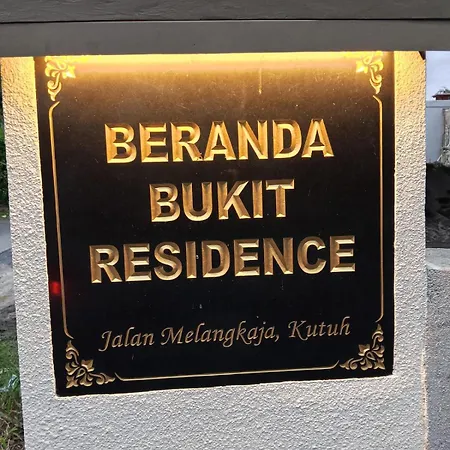 BERANDA
BUKIT
RESIDENCE
Jalan Melangkaja, Kutuh